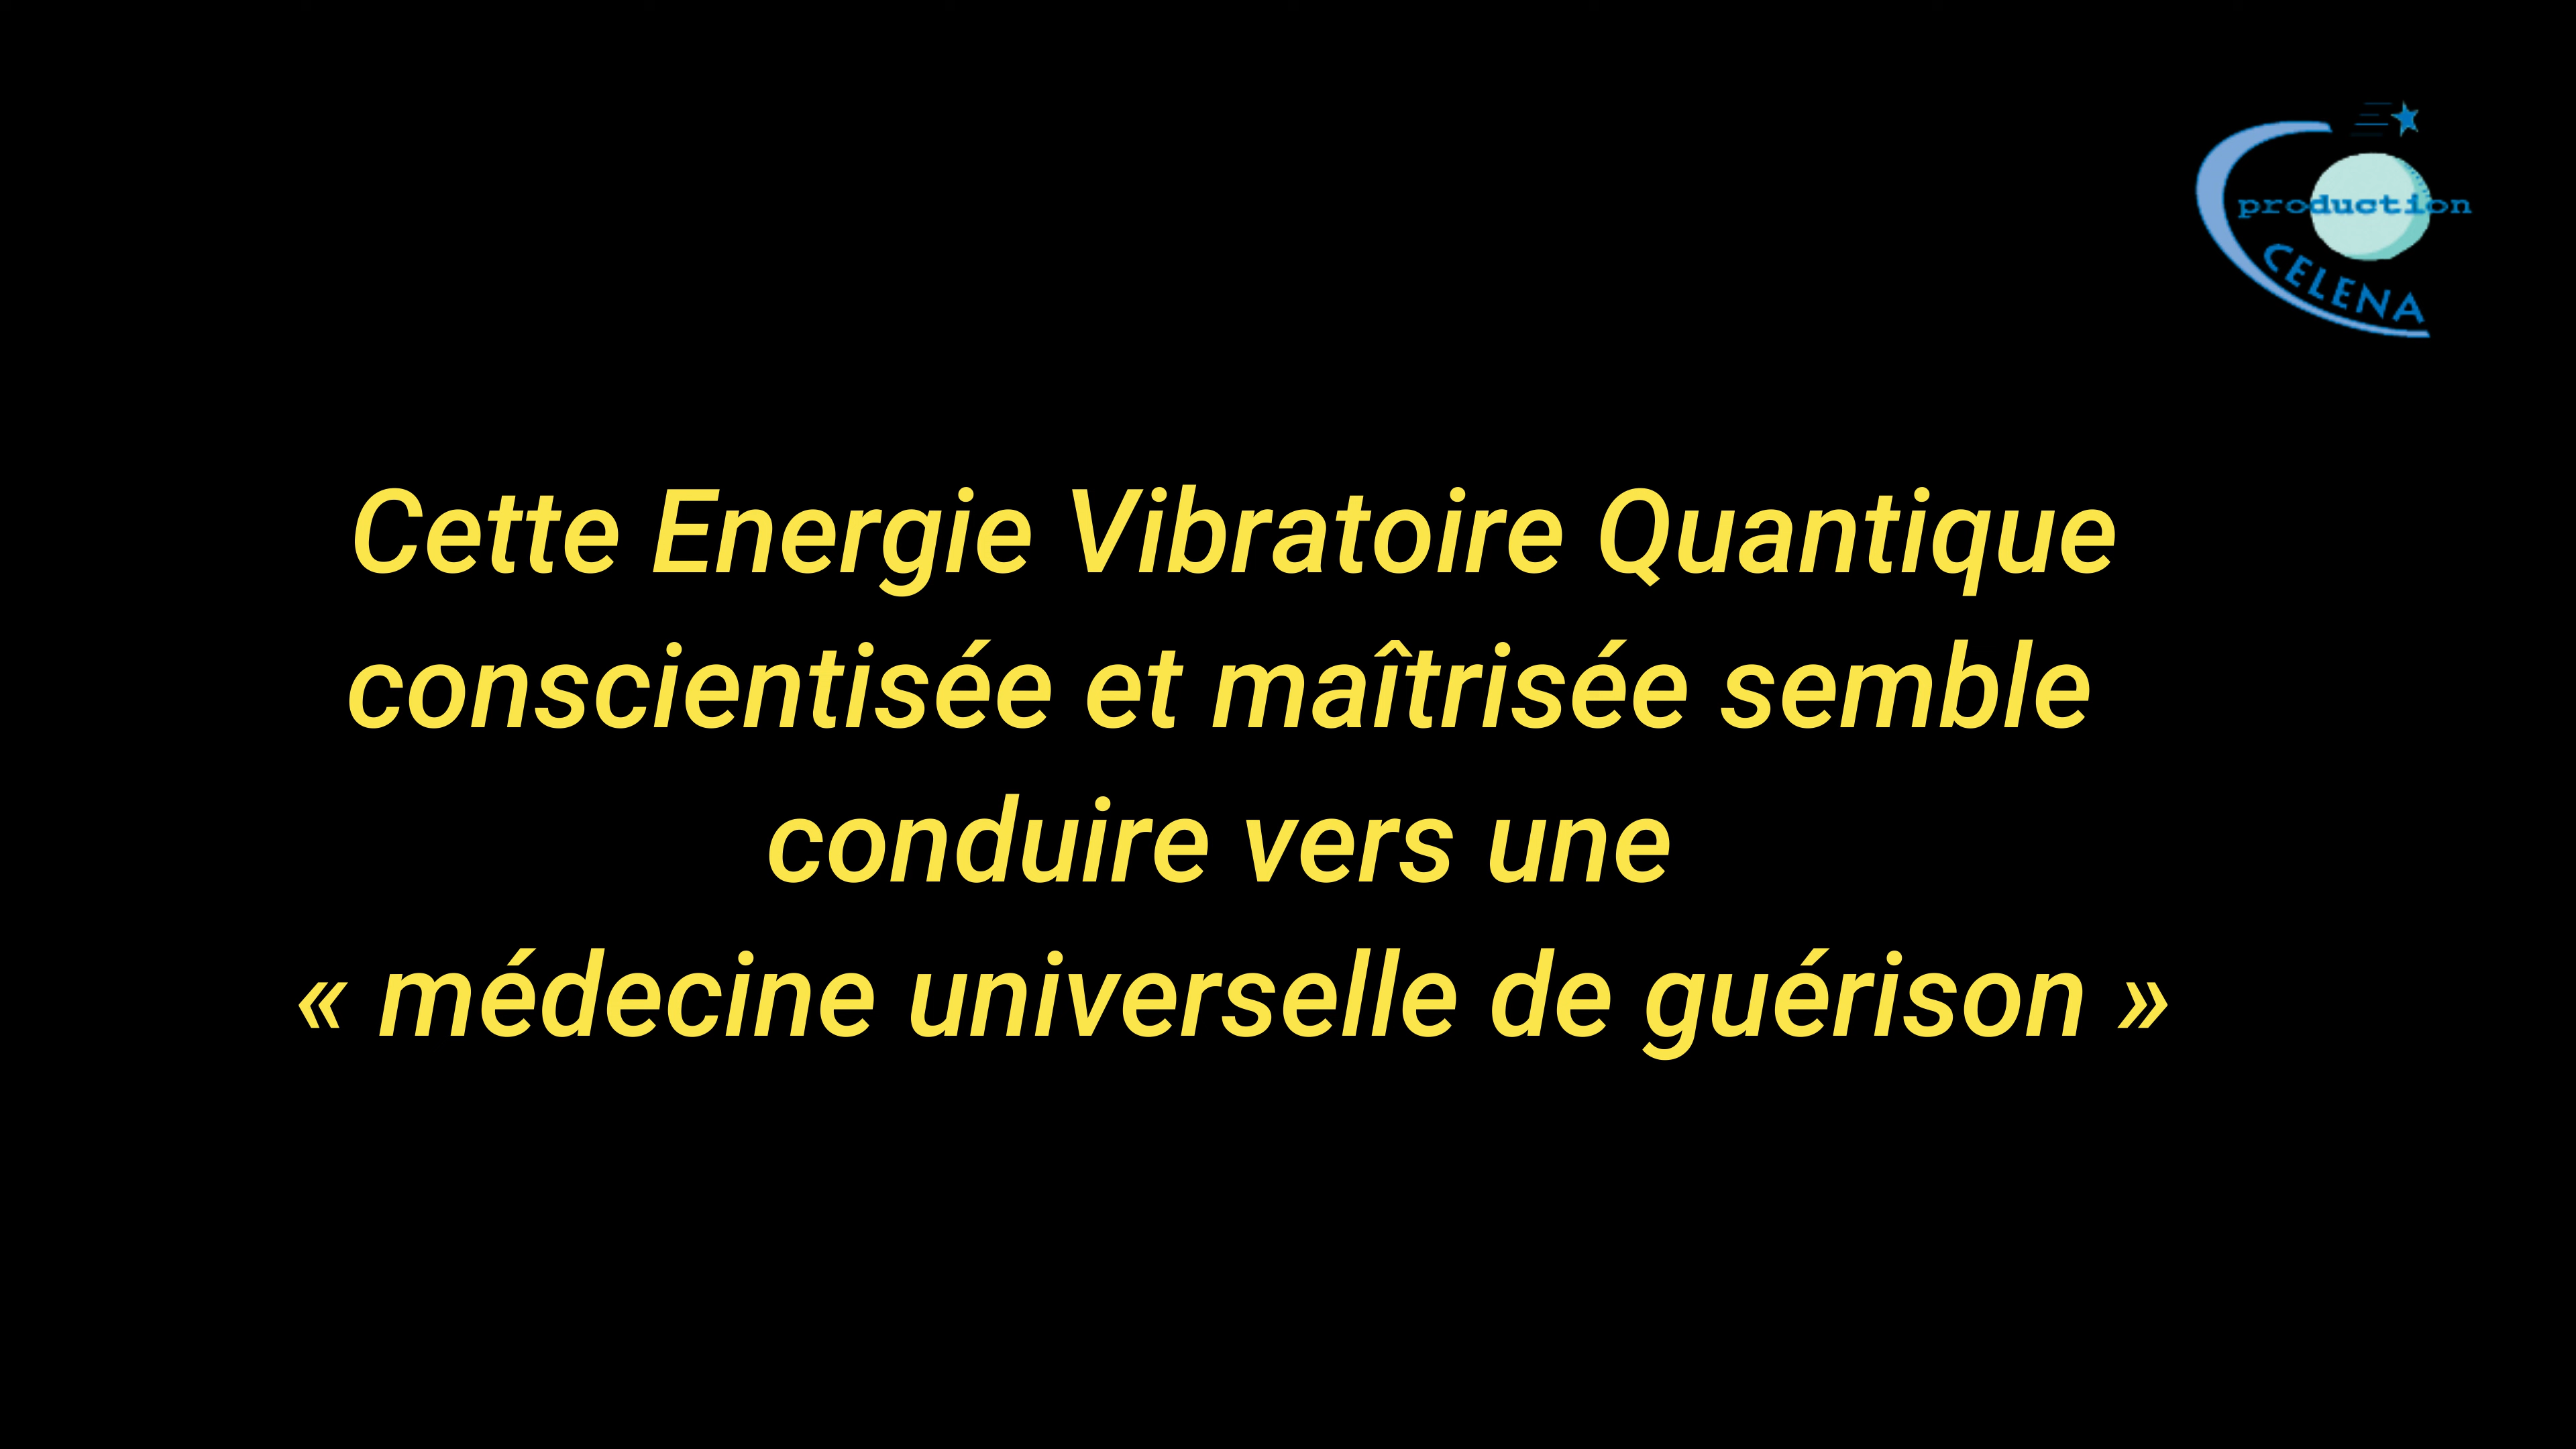 production
CELENA
Cette Energie Vibratoire Quantique
conscientisée et maîtrisée semble
conduire vers une
« médecine universelle de guérison »